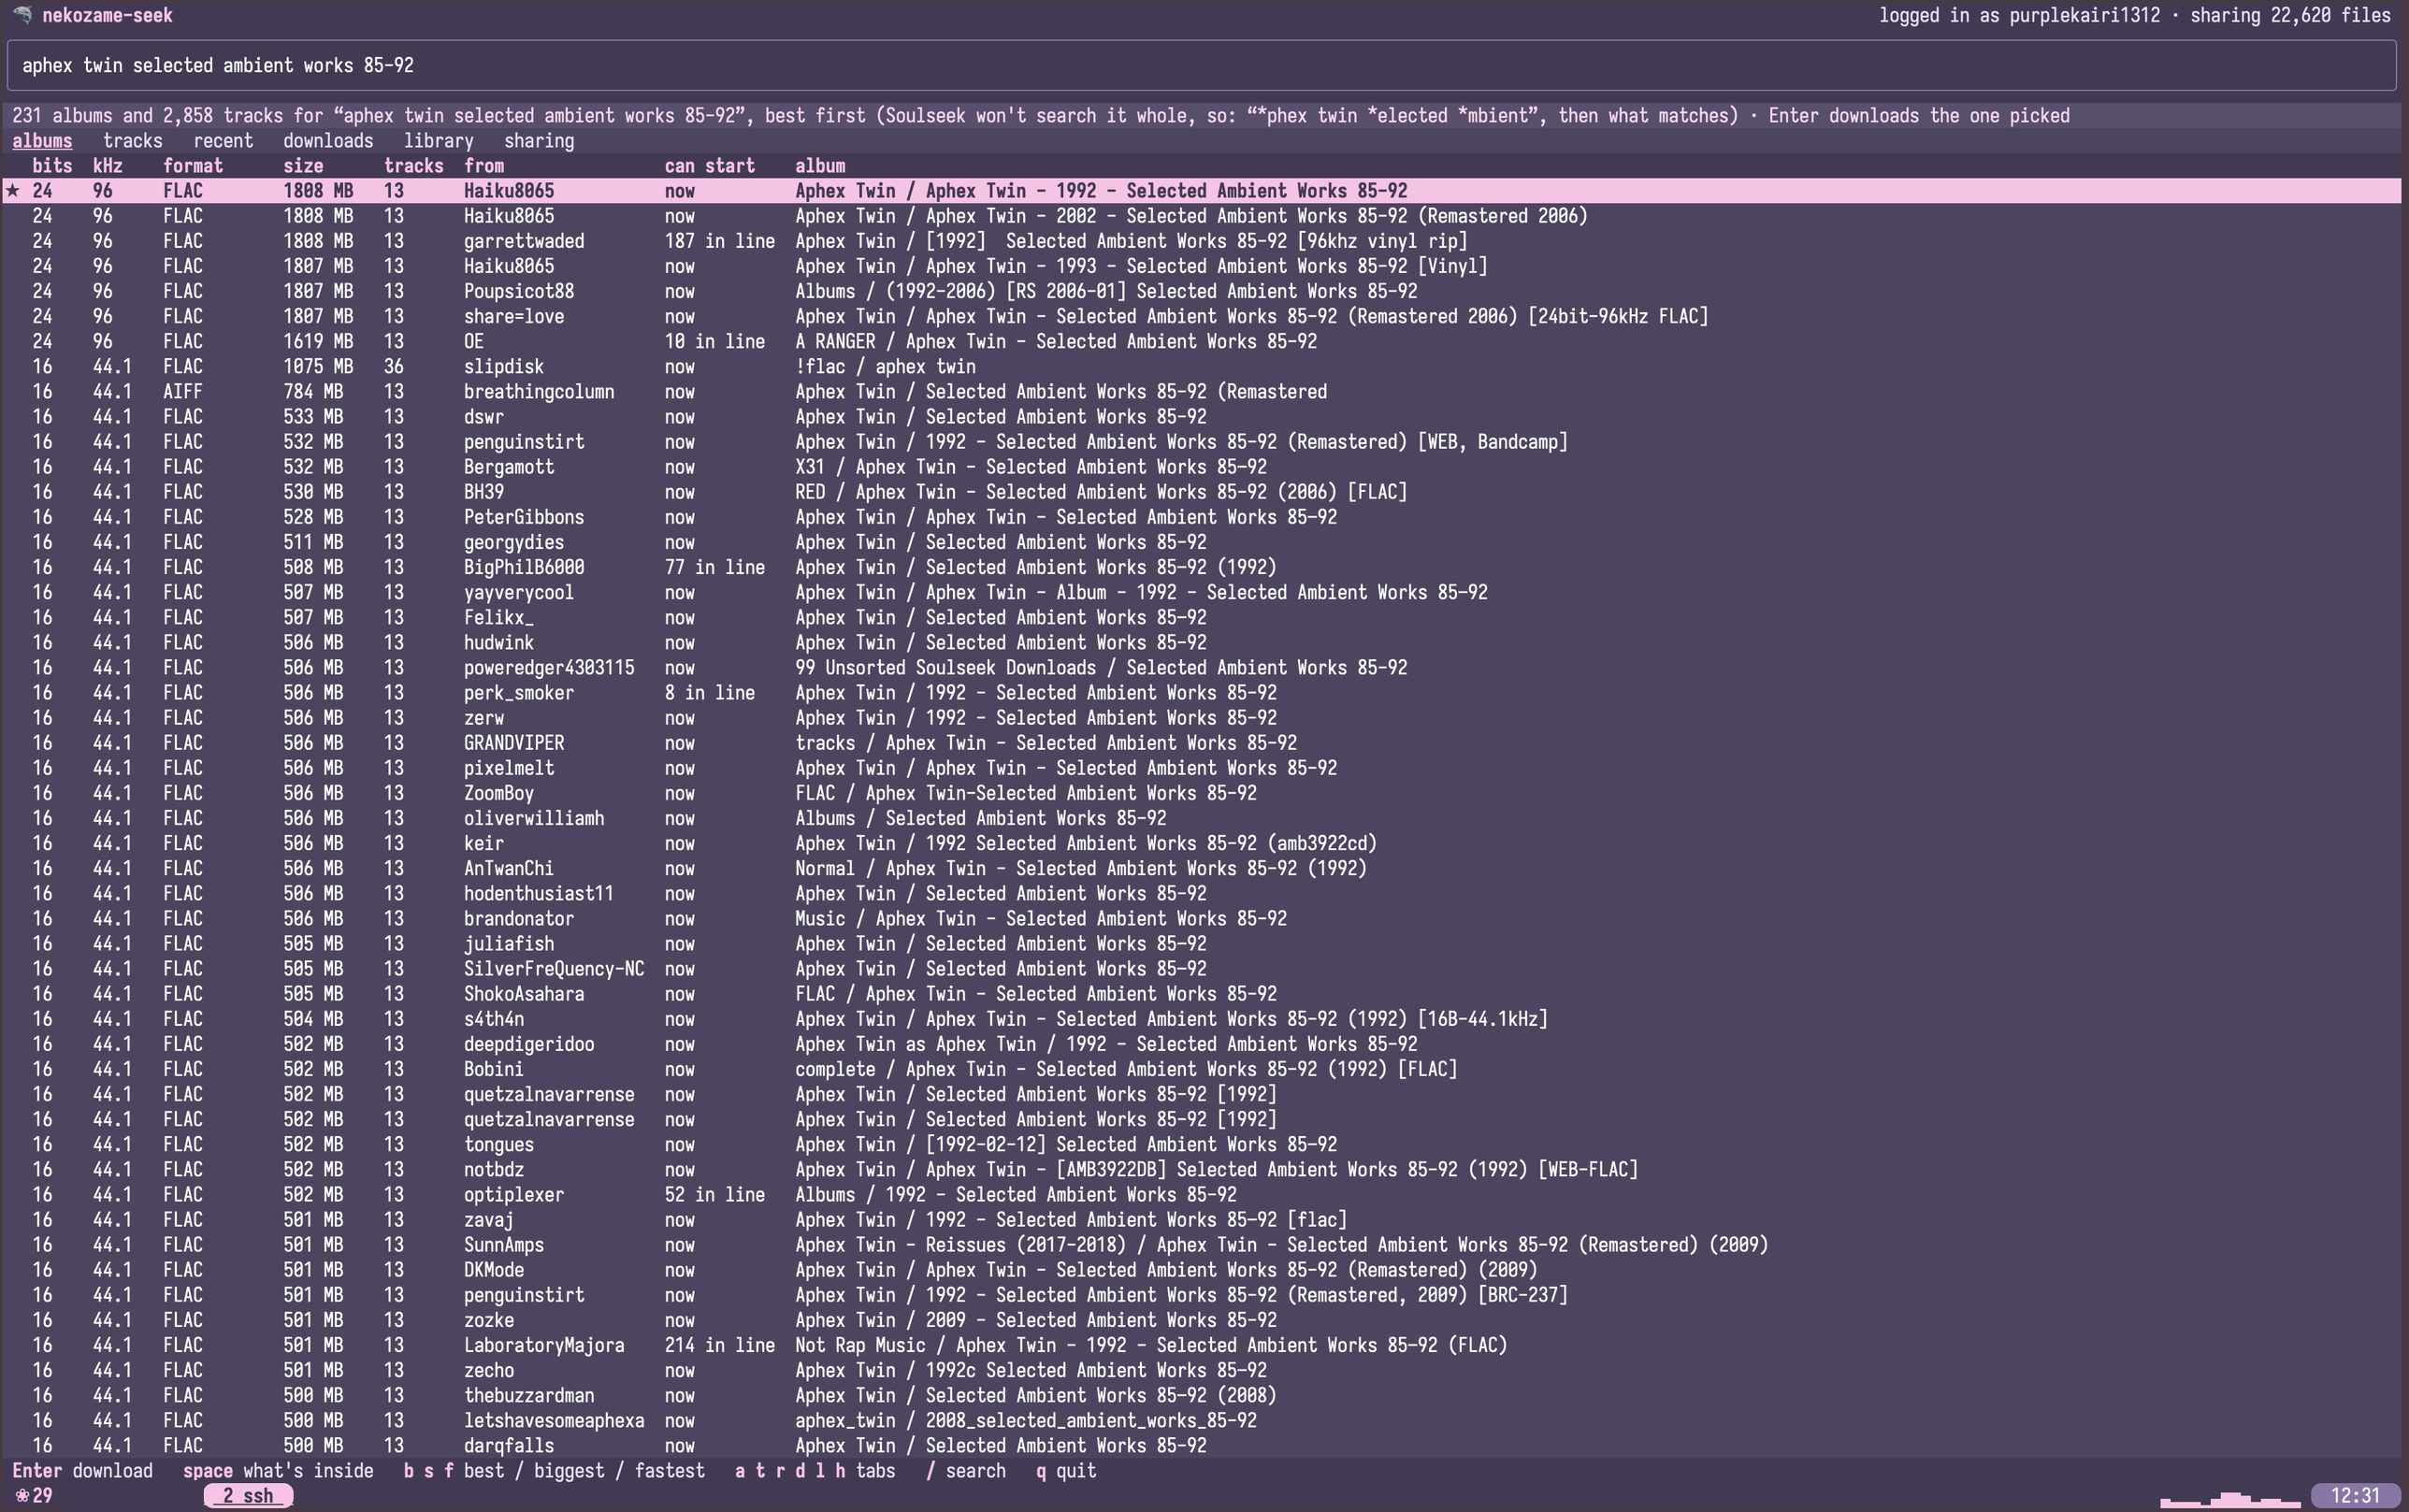 nekozame-seek logged in as purplekairi1312 · sharing 22,620 files
aphex twin selected ambient works 85-92
231 albums and 2,858 tracks for “aphex twin selected ambient works 85-92”, best first (Soulseek won't search it whole, so: “*phex twin *elected *mbient”, then what matches) · Enter downloads the one picked
albums tracks recent downloads library sharing
bits kHz format size tracks from can start album
★ 24 96 FLAC 1808 MB 13 Haiku8065 now Aphex Twin / Aphex Twin - 1992 - Selected Ambient Works 85-92
24 96 FLAC 1808 MB 13 Haiku8065 now Aphex Twin / Aphex Twin - 2002 - Selected Ambient Works 85-92 (Remastered 2006)
24 96 FLAC 1808 MB 13 garrettwaded 187 in line Aphex Twin / [1992]  Selected Ambient Works 85-92 [96khz vinyl rip]
24 96 FLAC 1807 MB 13 Haiku8065 now Aphex Twin / Aphex Twin - 1993 - Selected Ambient Works 85-92 [Vinyl]
24 96 FLAC 1807 MB 13 Poupsicot88 now Albums / (1992-2006) [RS 2006-01] Selected Ambient Works 85-92
24 96 FLAC 1807 MB 13 share=love now Aphex Twin / Aphex Twin - Selected Ambient Works 85-92 (Remastered 2006) [24bit-96kHz FLAC]
24 96 FLAC 1619 MB 13 OE 10 in line A RANGER / Aphex Twin - Selected Ambient Works 85-92
16 44.1 FLAC 1075 MB 36 slipdisk now !flac / aphex twin
16 44.1 AIFF 784 MB 13 breathingcolumn now Aphex Twin / Selected Ambient Works 85-92 (Remastered
16 44.1 FLAC 533 MB 13 dswr now Aphex Twin / Selected Ambient Works 85-92
16 44.1 FLAC 532 MB 13 penguinstirt now Aphex Twin / 1992 - Selected Ambient Works 85-92 (Remastered) [WEB, Bandcamp]
16 44.1 FLAC 532 MB 13 Bergamott now X31 / Aphex Twin - Selected Ambient Works 85-92
16 44.1 FLAC 530 MB 13 BH39 now RED / Aphex Twin - Selected Ambient Works 85-92 (2006) [FLAC]
16 44.1 FLAC 528 MB 13 PeterGibbons now Aphex Twin / Aphex Twin - Selected Ambient Works 85-92
16 44.1 FLAC 511 MB 13 georgydies now Aphex Twin / Selected Ambient Works 85-92
16 44.1 FLAC 508 MB 13 BigPhilB6000 77 in line Aphex Twin / Selected Ambient Works 85-92 (1992)
16 44.1 FLAC 507 MB 13 yayverycool now Aphex Twin / Aphex Twin - Album - 1992 - Selected Ambient Works 85-92
16 44.1 FLAC 507 MB 13 Felikx_ now Aphex Twin / Selected Ambient Works 85-92
16 44.1 FLAC 506 MB 13 hudwink now Aphex Twin / Selected Ambient Works 85-92
16 44.1 FLAC 506 MB 13 poweredger4303115 now 99 Unsorted Soulseek Downloads / Selected Ambient Works 85-92
16 44.1 FLAC 506 MB 13 perk_smoker 8 in line Aphex Twin / 1992 - Selected Ambient Works 85-92
16 44.1 FLAC 506 MB 13 zerw now Aphex Twin / 1992 - Selected Ambient Works 85-92
16 44.1 FLAC 506 MB 13 GRANDVIPER now tracks / Aphex Twin - Selected Ambient Works 85-92
16 44.1 FLAC 506 MB 13 pixelmelt now Aphex Twin / Aphex Twin - Selected Ambient Works 85-92
16 44.1 FLAC 506 MB 13 ZoomBoy now FLAC / Aphex Twin-Selected Ambient Works 85-92
16 44.1 FLAC 506 MB 13 oliverwilliamh now Albums / Selected Ambient Works 85-92
16 44.1 FLAC 506 MB 13 keir now Aphex Twin / 1992 Selected Ambient Works 85-92 (amb3922cd)
16 44.1 FLAC 506 MB 13 AnTwanChi now Normal / Aphex Twin - Selected Ambient Works 85-92 (1992)
16 44.1 FLAC 506 MB 13 hodenthusiast11 now Aphex Twin / Selected Ambient Works 85-92
16 44.1 FLAC 506 MB 13 brandonator now Music / Aphex Twin - Selected Ambient Works 85-92
16 44.1 FLAC 505 MB 13 juliafish now Aphex Twin / Selected Ambient Works 85-92
16 44.1 FLAC 505 MB 13 SilverFreQuency-NC now Aphex Twin / Selected Ambient Works 85-92
16 44.1 FLAC 505 MB 13 ShokoAsahara now FLAC / Aphex Twin - Selected Ambient Works 85-92
16 44.1 FLAC 504 MB 13 s4th4n now Aphex Twin / Aphex Twin - Selected Ambient Works 85-92 (1992) [16B-44.1kHz]
16 44.1 FLAC 502 MB 13 deepdigeridoo now Aphex Twin as Aphex Twin / 1992 - Selected Ambient Works 85-92
16 44.1 FLAC 502 MB 13 Bobini now complete / Aphex Twin - Selected Ambient Works 85-92 (1992) [FLAC]
16 44.1 FLAC 502 MB 13 quetzalnavarrense now Aphex Twin / Selected Ambient Works 85-92 [1992]
16 44.1 FLAC 502 MB 13 quetzalnavarrense now Aphex Twin / Selected Ambient Works 85-92 [1992]
16 44.1 FLAC 502 MB 13 tongues now Aphex Twin / [1992-02-12] Selected Ambient Works 85-92
16 44.1 FLAC 502 MB 13 notbdz now Aphex Twin / Aphex Twin - [AMB3922DB] Selected Ambient Works 85-92 (1992) [WEB-FLAC]
16 44.1 FLAC 502 MB 13 optiplexer 52 in line Albums / 1992 - Selected Ambient Works 85-92
16 44.1 FLAC 501 MB 13 zavaj now Aphex Twin / 1992 - Selected Ambient Works 85-92 [flac]
16 44.1 FLAC 501 MB 13 SunnAmps now Aphex Twin - Reissues (2017-2018) / Aphex Twin - Selected Ambient Works 85-92 (Remastered) (2009)
16 44.1 FLAC 501 MB 13 DKMode now Aphex Twin / Aphex Twin - Selected Ambient Works 85-92 (Remastered) (2009)
16 44.1 FLAC 501 MB 13 penguinstirt now Aphex Twin / 1992 - Selected Ambient Works 85-92 (Remastered, 2009) [BRC-237]
16 44.1 FLAC 501 MB 13 zozke now Aphex Twin / 2009 - Selected Ambient Works 85-92
16 44.1 FLAC 501 MB 13 LaboratoryMajora 214 in line Not Rap Music / Aphex Twin - 1992 - Selected Ambient Works 85-92 (FLAC)
16 44.1 FLAC 501 MB 13 zecho now Aphex Twin / 1992c Selected Ambient Works 85-92
16 44.1 FLAC 500 MB 13 thebuzzardman now Aphex Twin / Selected Ambient Works 85-92 (2008)
16 44.1 FLAC 500 MB 13 letshavesomeaphexa now aphex_twin / 2008_selected_ambient_works_85-92
16 44.1 FLAC 500 MB 13 darqfalls now Aphex Twin / Selected Ambient Works 85-92
Enter download space what's inside b s f best / biggest / fastest a t r d l h tabs / search q quit
❀29 2 ssh 12:31